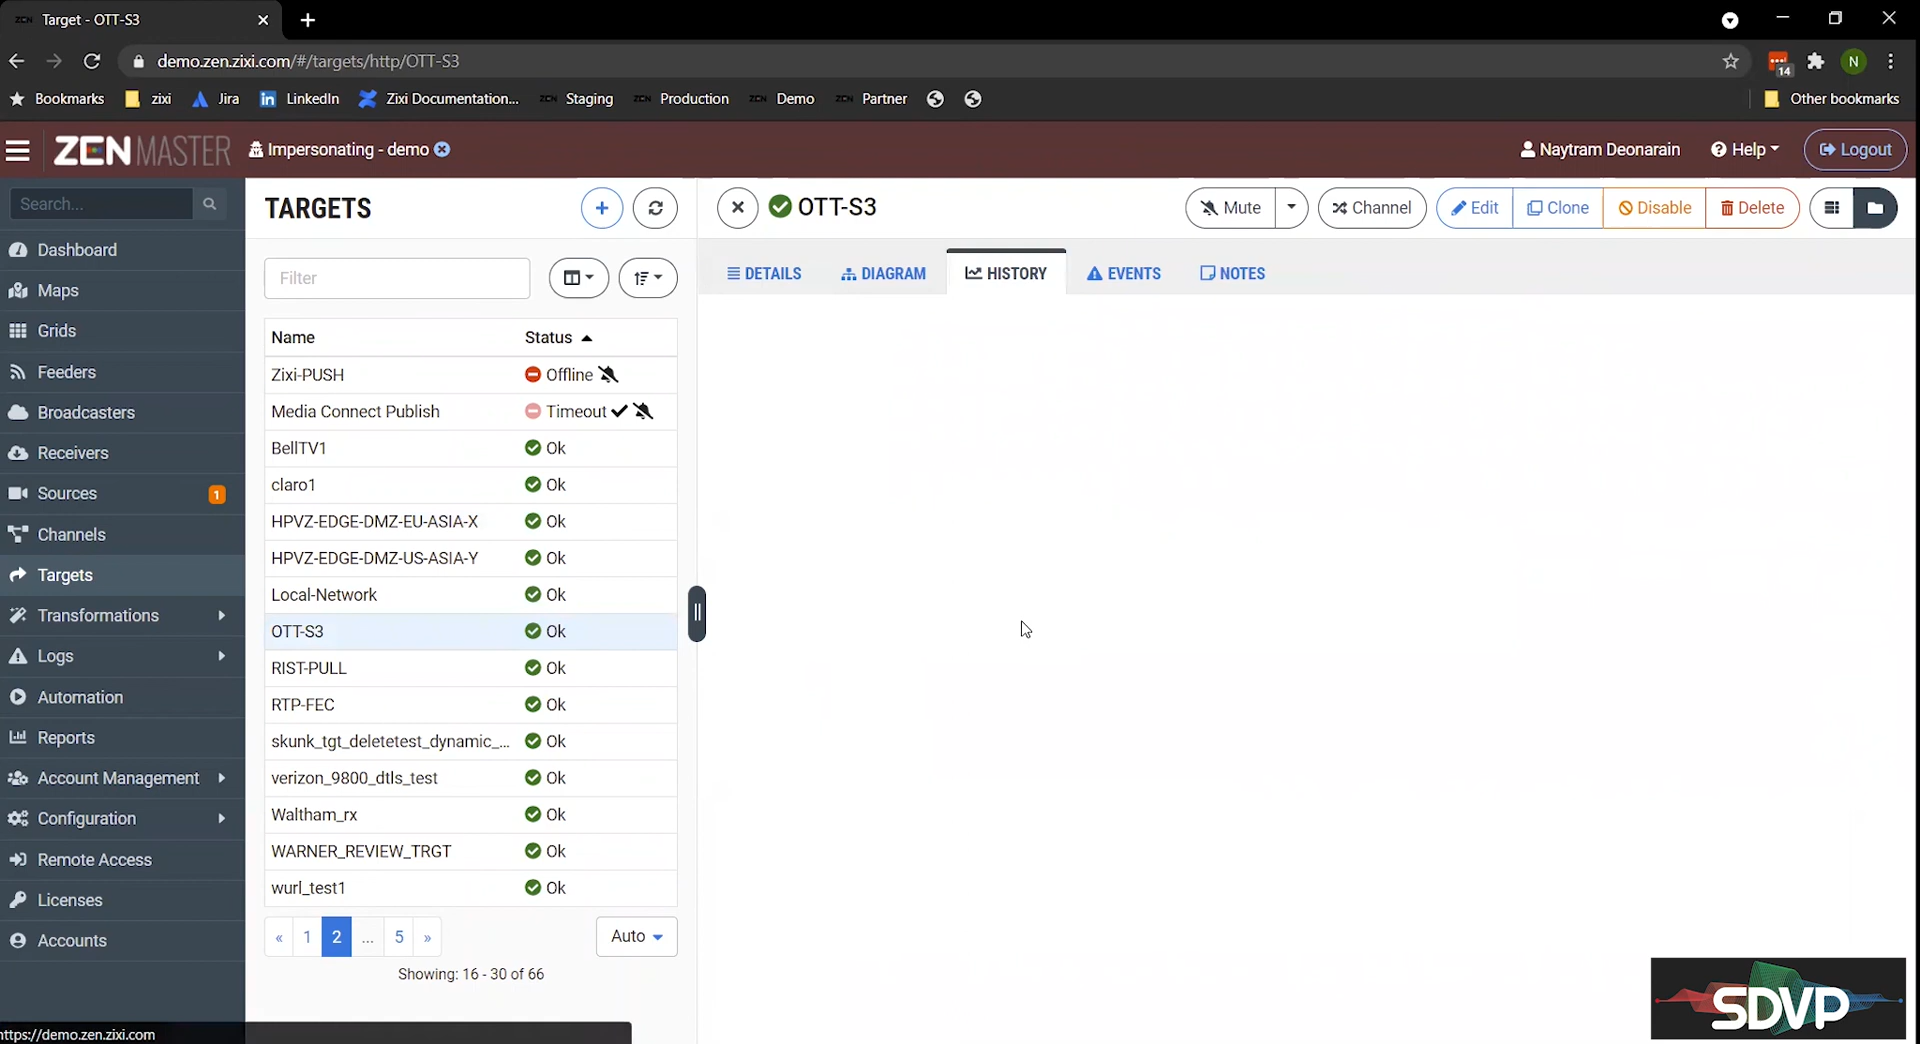 Target - OTT-S3
demo.zen.zixi.com/#/targets/http/OTT-S3
14
N
Bookmarks
zixi
Jira
LinkedIn
Zixi Documentation...
Staging
Production
Demo
Partner
Other bookmarks
ZEN MASTER
Impersonating - demo
Naytram Deonarain
Help
Logout
Search...
Dashboard
Maps
Grids
Feeders
Broadcasters
Receivers
Sources 1
Channels
Targets
Transformations
Logs
Automation
Reports
Account Management
Configuration
Remote Access
Licenses
Accounts
ttps://demo.zen.zixi.com
TARGETS
Filter
Name Status
Zixi-PUSH Offline
Media Connect Publish Timeout
BellTV1 Ok
claro1 Ok
HPVZ-EDGE-DMZ-EU-ASIA-X Ok
HPVZ-EDGE-DMZ-US-ASIA-Y Ok
Local-Network Ok
OTT-S3 Ok
RIST-PULL Ok
RTP-FEC Ok
skunk_tgt_deletetest_dynamic_... Ok
verizon_9800_dtls_test Ok
Waltham_rx Ok
WARNER_REVIEW_TRGT Ok
wurl_test1 Ok
« 1 2 ... 5 »
Auto
Showing: 16 - 30 of 66
OTT-S3
Mute
Channel
Edit
Clone
Disable
Delete
DETAILS
DIAGRAM
HISTORY
EVENTS
NOTES
SDVP